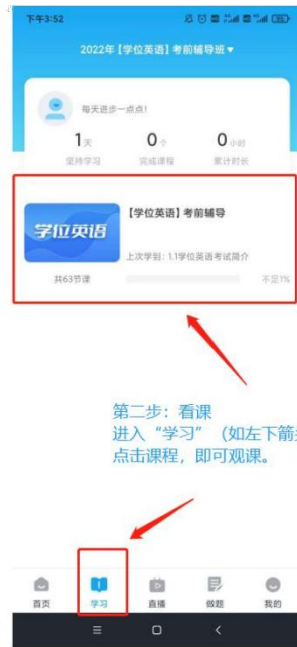 下午3:52
2022年【学位英语】考前辅导班▼
每天进步一点点!
1天 0个 0小时
坚持学习 完成课程 累计时长
学位英语
【学位英语】考前辅导
上次学到：1.1学位英语考试简介
共63节课 不足1%
第二步：看课
进入“学习”（如左下箭
点击课程，即可观课。
首页 学习 直播 做题 我的